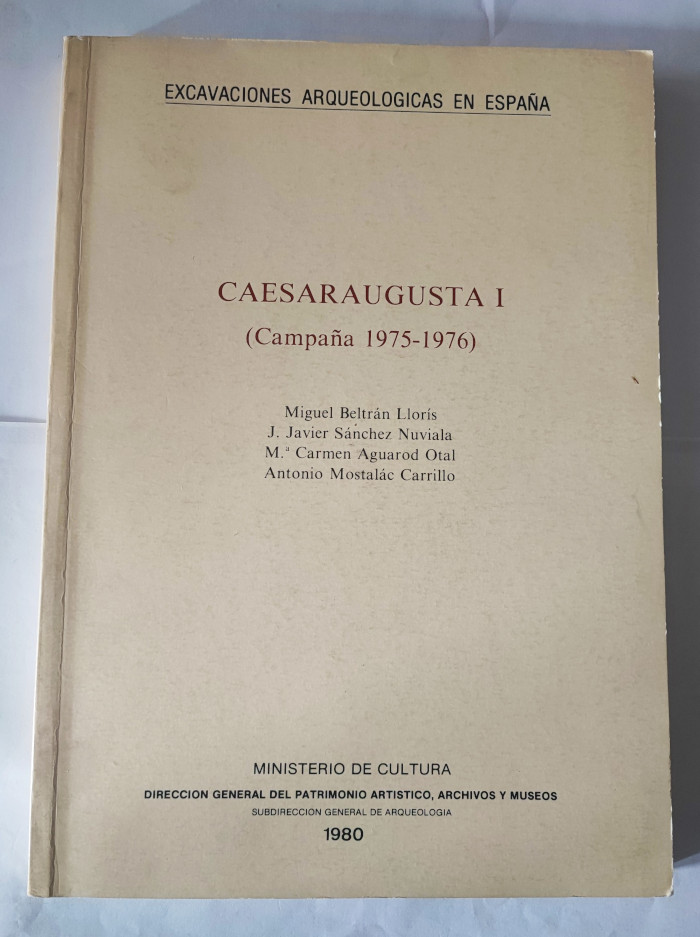 EXCAVACIONES ARQUEOLOGICAS EN ESPAÑA
CAESARAUGUSTA I
(Campaña 1975-1976)
Miguel Beltrán Llorís
J. Javier Sánchez Nuviala
M.ª Carmen Aguarod Otal
Antonio Mostalác Carrillo
MINISTERIO DE CULTURA
DIRECCION GENERAL DEL PATRIMONIO ARTISTICO, ARCHIVOS Y MUSEOS
SUBDIRECCION GENERAL DE ARQUEOLOGIA
1980